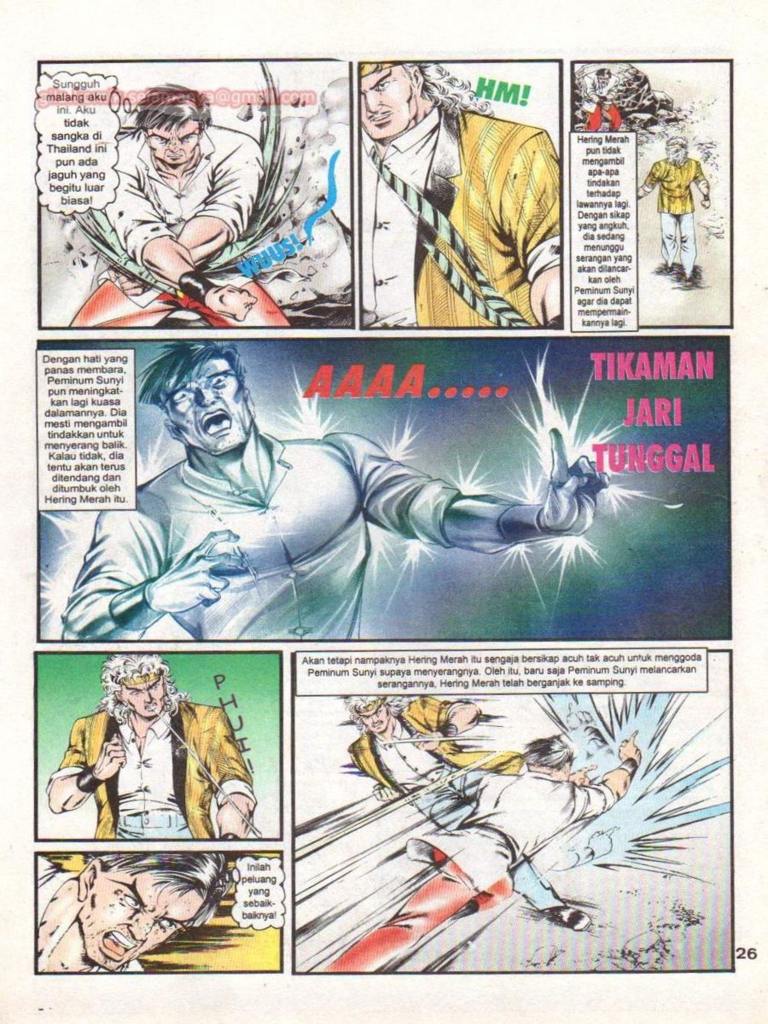 Sungguh
malang aku
ini. Aku
tidak
sangka di
Thailand ini
pun ada
jaguh yang
begitu luar
biasa!
WUUS!
HM!
Hering Merah
pun tidak
mengambil
apa-apa
tindakan
terhadap
lawannya lagi.
Dengan sikap
yang angkuh,
dia sedang
menunggu
serangan yang
akan dilancar-
kan oleh
Peminum Sunyi
agar dia dapat
mempermain-
kannya lagi.
Dengan hati yang
panas membara,
Peminum Sunyi
pun meningkat-
kan lagi kuasa
dalamannya. Dia
mesti mengambil
tindakkan untuk
menyerang balik.
Kalau tidak, dia
tentu akan terus
ditendang dan
ditumbuk oleh
Hering Merah itu.
AAAA.....
TIKAMAN
JARI
TUNGGAL
PHUH!
Inilah
peluang
yang
sebaik-
baiknya!
Akan tetapi nampaknya Hering Merah itu sengaja bersikap acuh tak acuh untuk menggoda
Peminum Sunyi supaya menyerangnya. Oleh itu, baru saja Peminum Sunyi melancarkan
serangannya, Hering Merah telah berganjak ke samping.
26